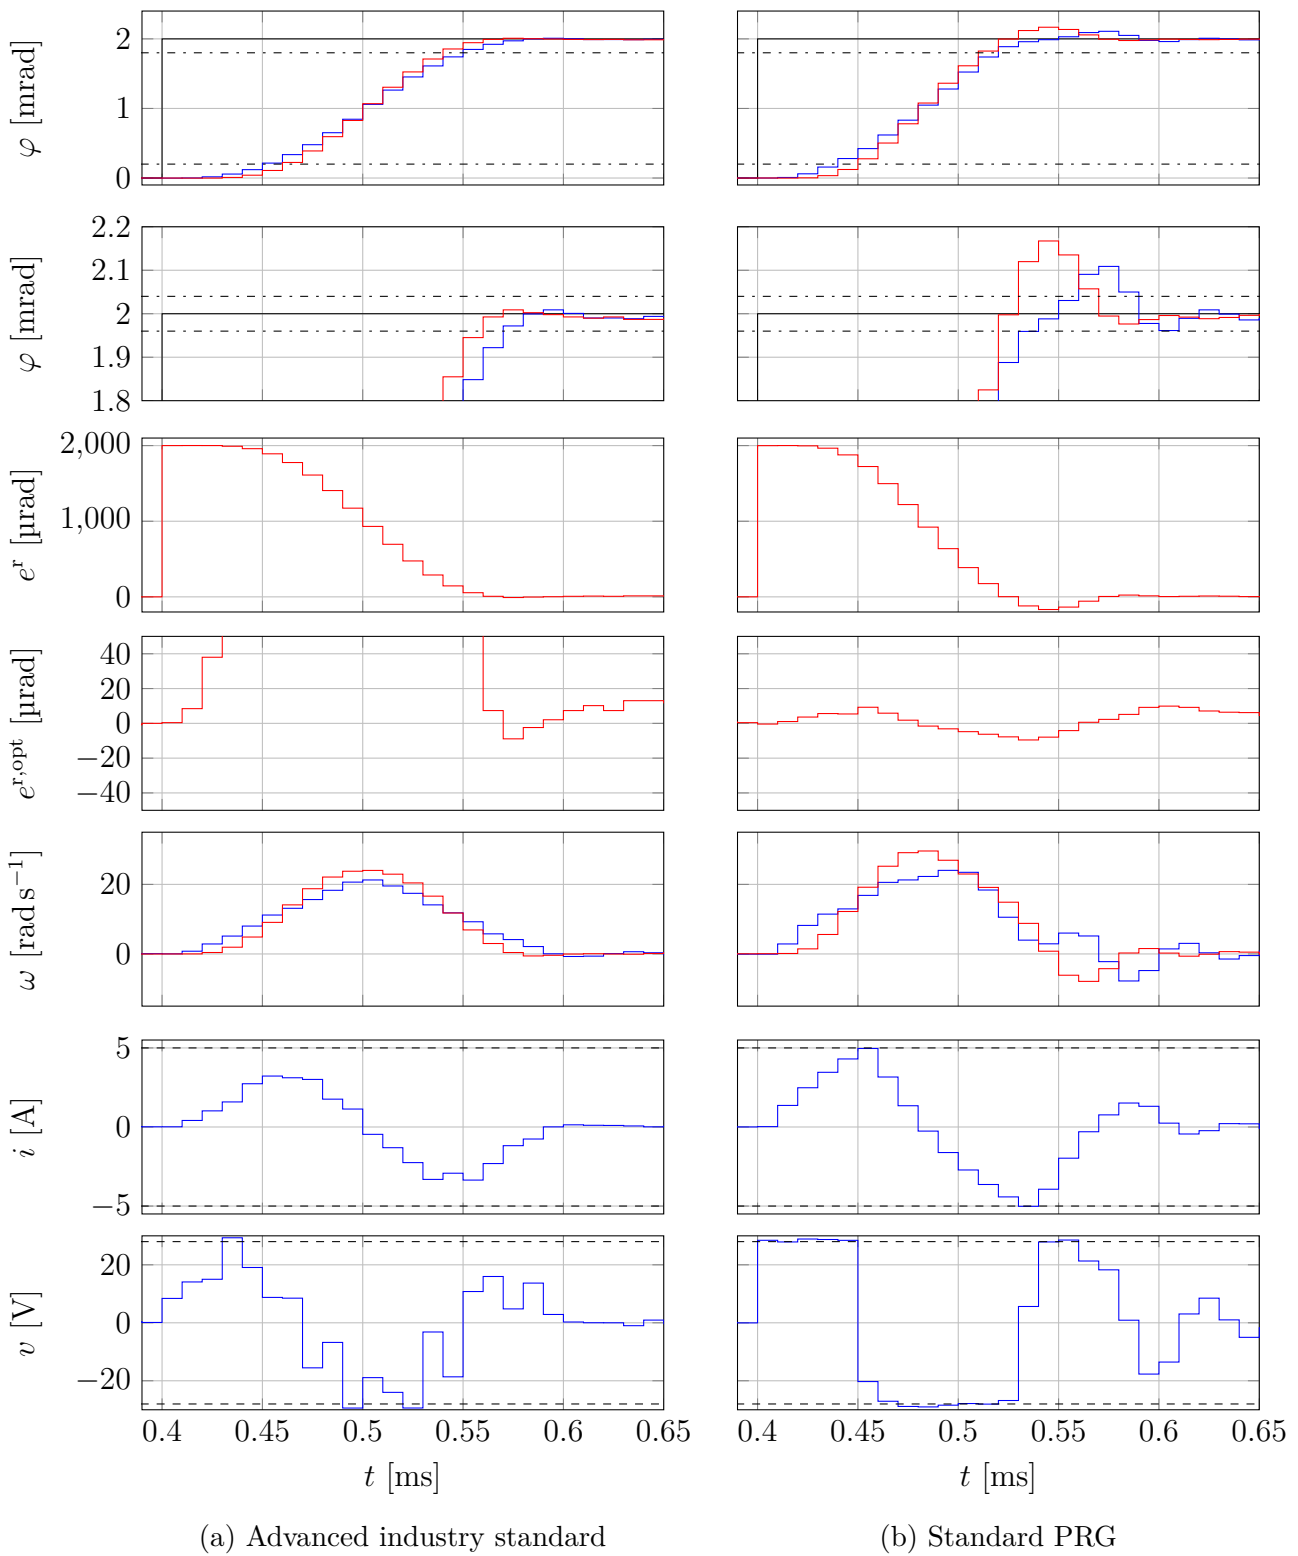 φ [mrad]
2
1
0
φ [mrad]
2.2
2.1
2
1.9
1.8
e^r [µrad]
2,000
1,000
0
e^r,opt [µrad]
40
20
0
−20
−40
ω [rad s⁻¹]
20
0
i [A]
5
0
−5
v [V]
20
0
−20
0.4 0.45 0.5 0.55 0.6 0.65
0.4 0.45 0.5 0.55 0.6 0.65
t [ms]
t [ms]
(a) Advanced industry standard
(b) Standard PRG